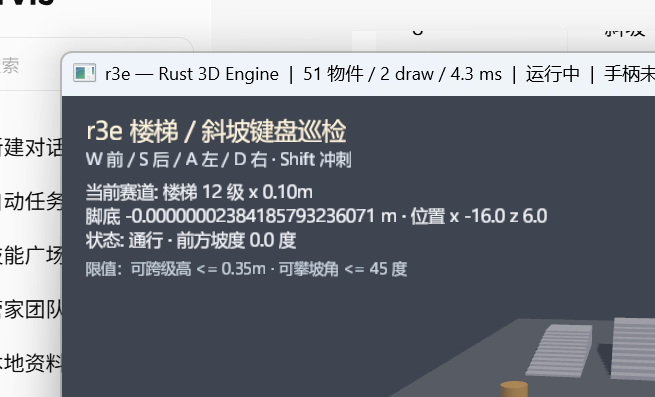 索
r3e — Rust 3D Engine | 51 物件 / 2 draw / 4.3 ms | 运行中 | 手柄未
r3e 楼梯 / 斜坡键盘巡检
新建对话
W 前 / S 后 / A 左 / D 右 · Shift 冲刺
当前赛道: 楼梯 12 级 x 0.10m
自动任务
脚底 -0.00000002384185793236071 m · 位置 x -16.0 z 6.0
状态: 通行 · 前方坡度 0.0 度
技能广场
限值: 可跨级高 <= 0.35m · 可攀坡角 <= 45 度
管家团队
本地资料